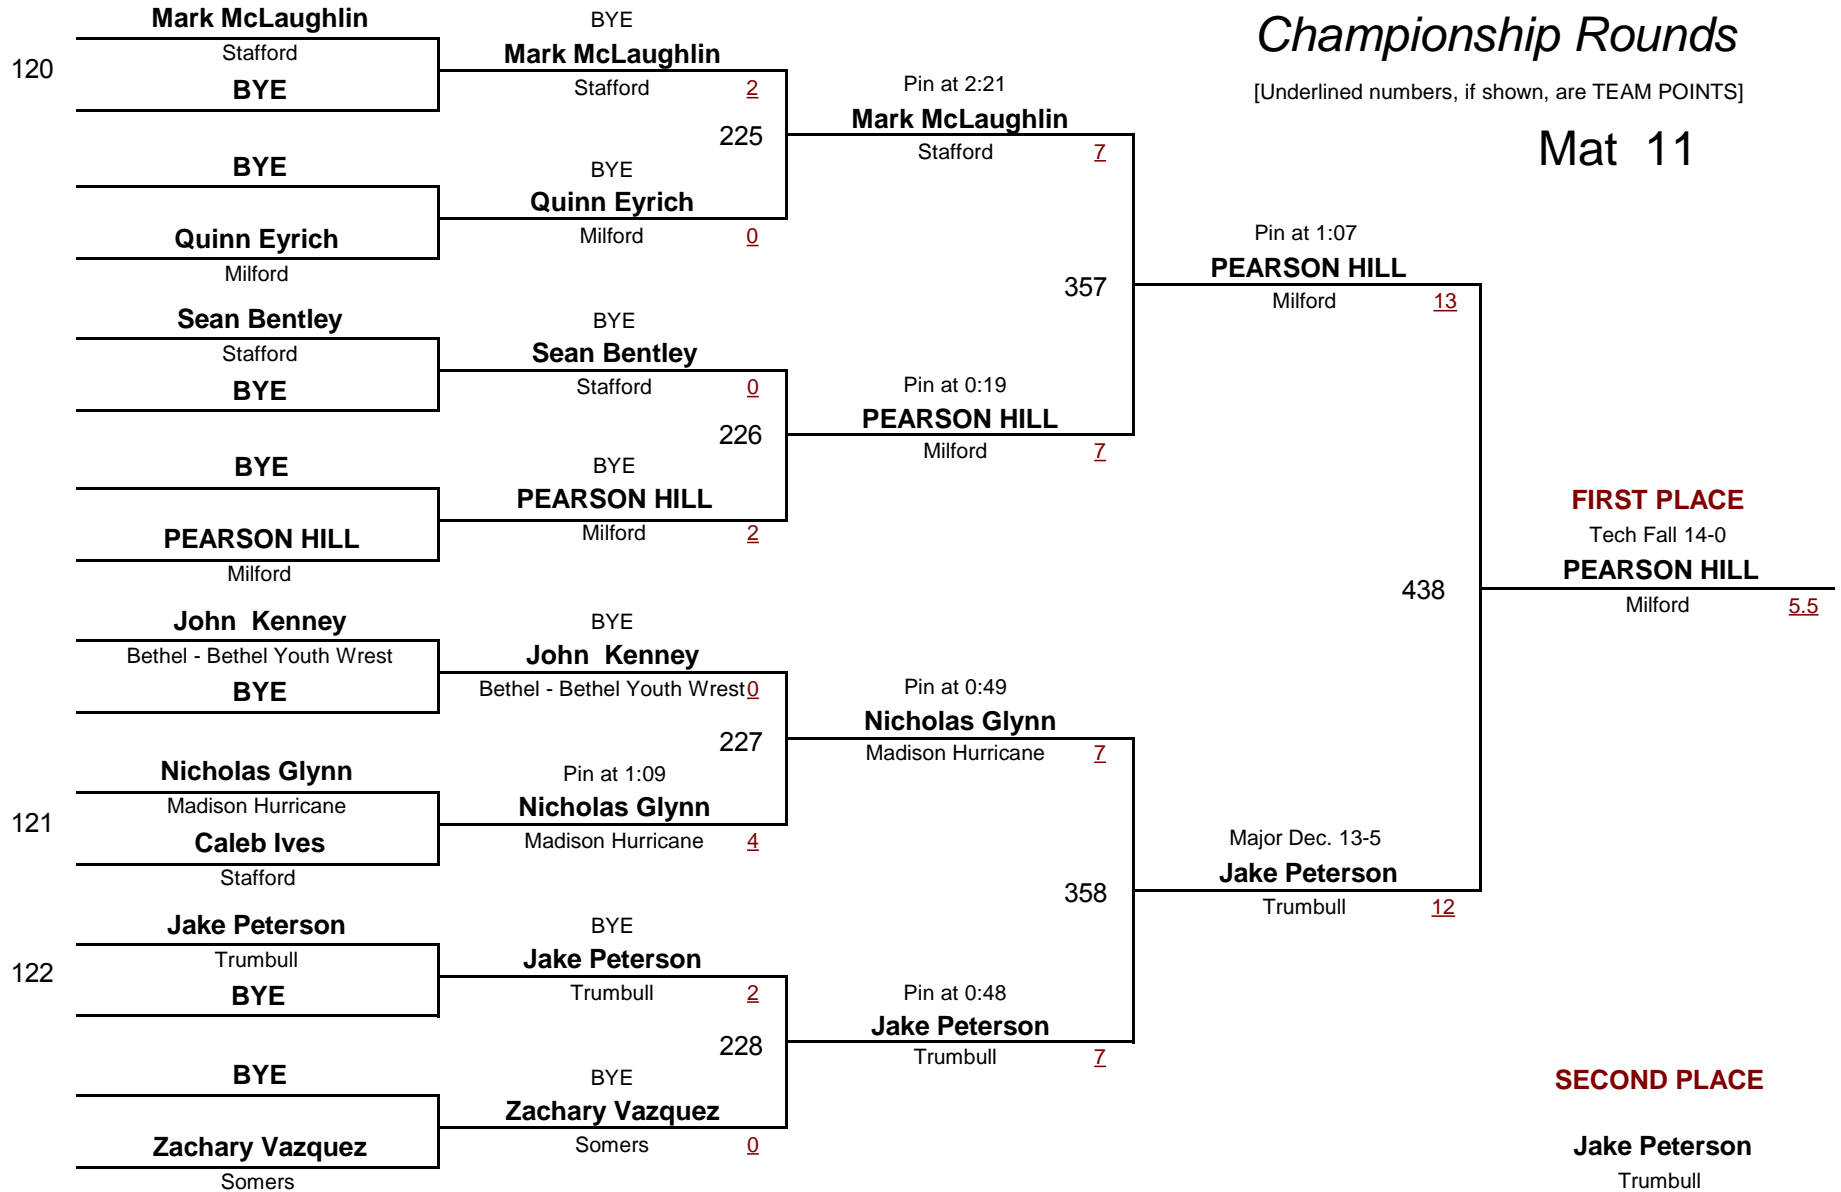 Championship Rounds
[Underlined numbers, if shown, are TEAM POINTS]
Mat 11
120
Mark McLaughlin
Stafford
BYE
BYE
Quinn Eyrich
Milford
Sean Bentley
Stafford
BYE
BYE
PEARSON HILL
Milford
John Kenney
Bethel - Bethel Youth Wrest
BYE
121
Nicholas Glynn
Madison Hurricane
Caleb Ives
Stafford
122
Jake Peterson
Trumbull
BYE
BYE
Zachary Vazquez
Somers
BYE
Mark McLaughlin
Stafford 2
225
BYE
Quinn Eyrich
Milford 0
BYE
Sean Bentley
Stafford 0
226
BYE
PEARSON HILL
Milford 2
BYE
John Kenney
Bethel - Bethel Youth Wrest 0
227
Pin at 1:09
Nicholas Glynn
Madison Hurricane 4
BYE
Jake Peterson
Trumbull 2
228
BYE
Zachary Vazquez
Somers 0
Pin at 2:21
Mark McLaughlin
Stafford 7
357
Pin at 0:19
PEARSON HILL
Milford 7
Pin at 0:49
Nicholas Glynn
Madison Hurricane 7
358
Pin at 0:48
Jake Peterson
Trumbull 7
Pin at 1:07
PEARSON HILL
Milford 13
438
Major Dec. 13-5
Jake Peterson
Trumbull 12
FIRST PLACE
Tech Fall 14-0
PEARSON HILL
Milford 5.5
SECOND PLACE
Jake Peterson
Trumbull